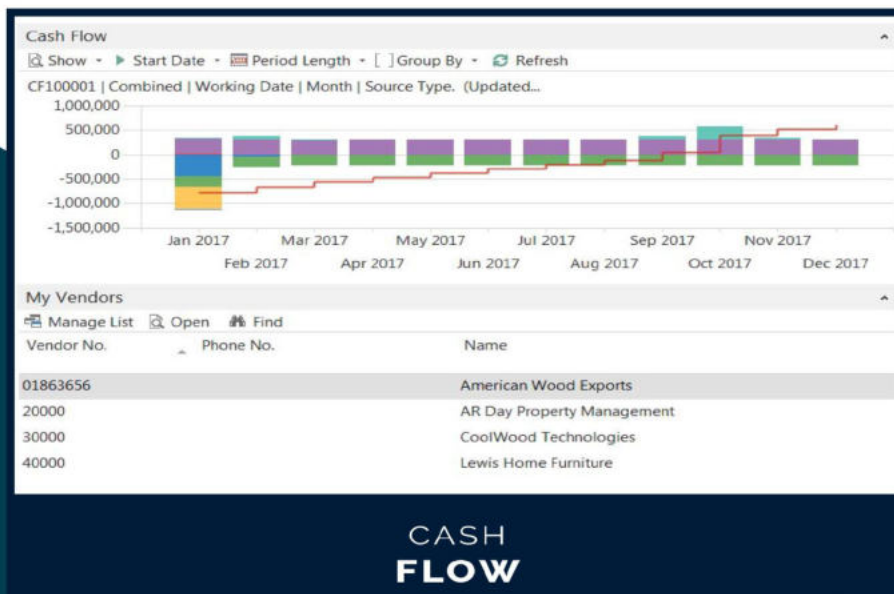 Cash Flow
Show Start Date Period Length [ ] Group By Refresh
CF100001 | Combined | Working Date | Month | Source Type. (Updated...
1,000,000
500,000
0
-500,000
-1,000,000
-1,500,000
Jan 2017 Mar 2017 May 2017 Jul 2017 Sep 2017 Nov 2017
Feb 2017 Apr 2017 Jun 2017 Aug 2017 Oct 2017 Dec 2017
My Vendors
Manage List Open Find
Vendor No. Phone No. Name
01863656 American Wood Exports
20000 AR Day Property Management
30000 CoolWood Technologies
40000 Lewis Home Furniture
CASH
FLOW